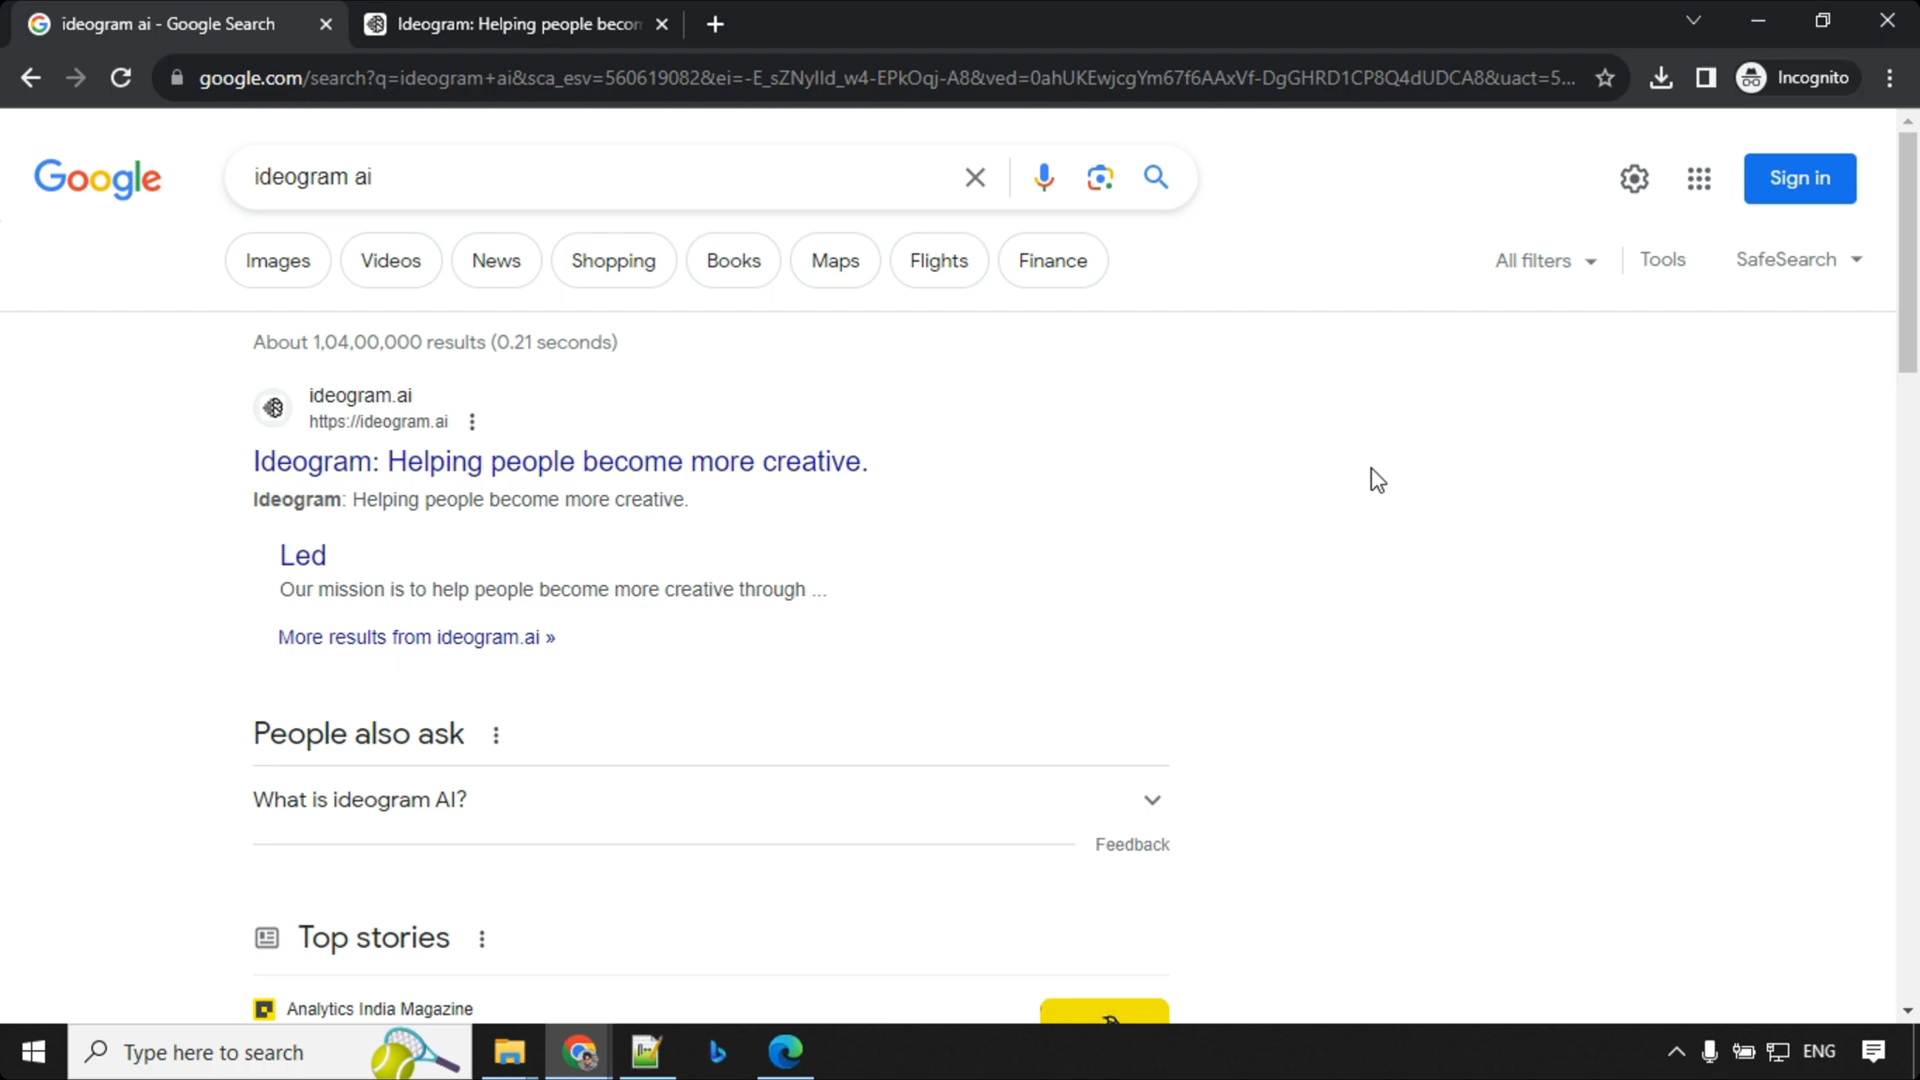 ideogram ai - Google Search
Ideogram: Helping people becom
google.com/search?q=ideogram+ai&sca_esv=560619082&ei=-E_sZNylId_w4-EPkOqj-A8&ved=0ahUKEwjcgYm67f6AAxVf-DgGHRD1CP8Q4dUDCA8&uact=5...
Incognito
Google
ideogram ai
Sign in
Images
Videos
News
Shopping
Books
Maps
Flights
Finance
All filters
Tools
SafeSearch
About 1,04,00,000 results (0.21 seconds)
ideogram.ai
https://ideogram.ai
Ideogram: Helping people become more creative.
Ideogram: Helping people become more creative.
Led
Our mission is to help people become more creative through ...
More results from ideogram.ai »
People also ask
What is ideogram AI?
Feedback
Top stories
Analytics India Magazine
Type here to search
ENG